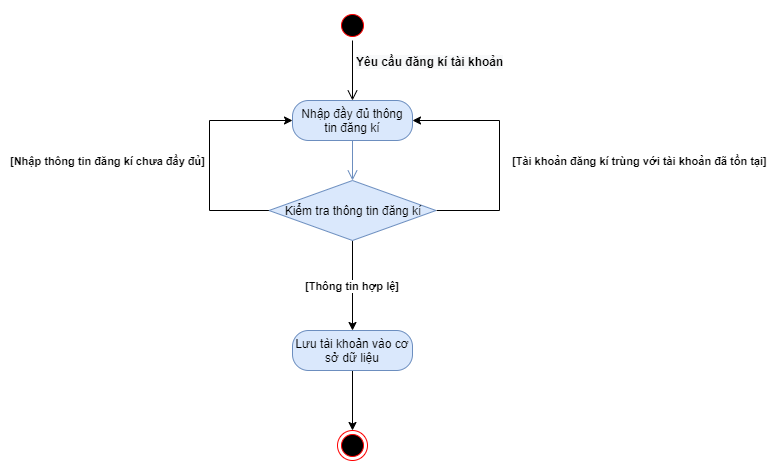 Yêu cầu đăng kí tài khoản
Nhập đầy đủ thông
tin đăng kí
[Nhập thông tin đăng kí chưa đầy đủ]
[Tài khoản đăng kí trùng với tài khoản đã tồn tại]
Kiểm tra thông tin đăng kí
[Thông tin hợp lệ]
Lưu tài khoản vào cơ
sở dữ liệu